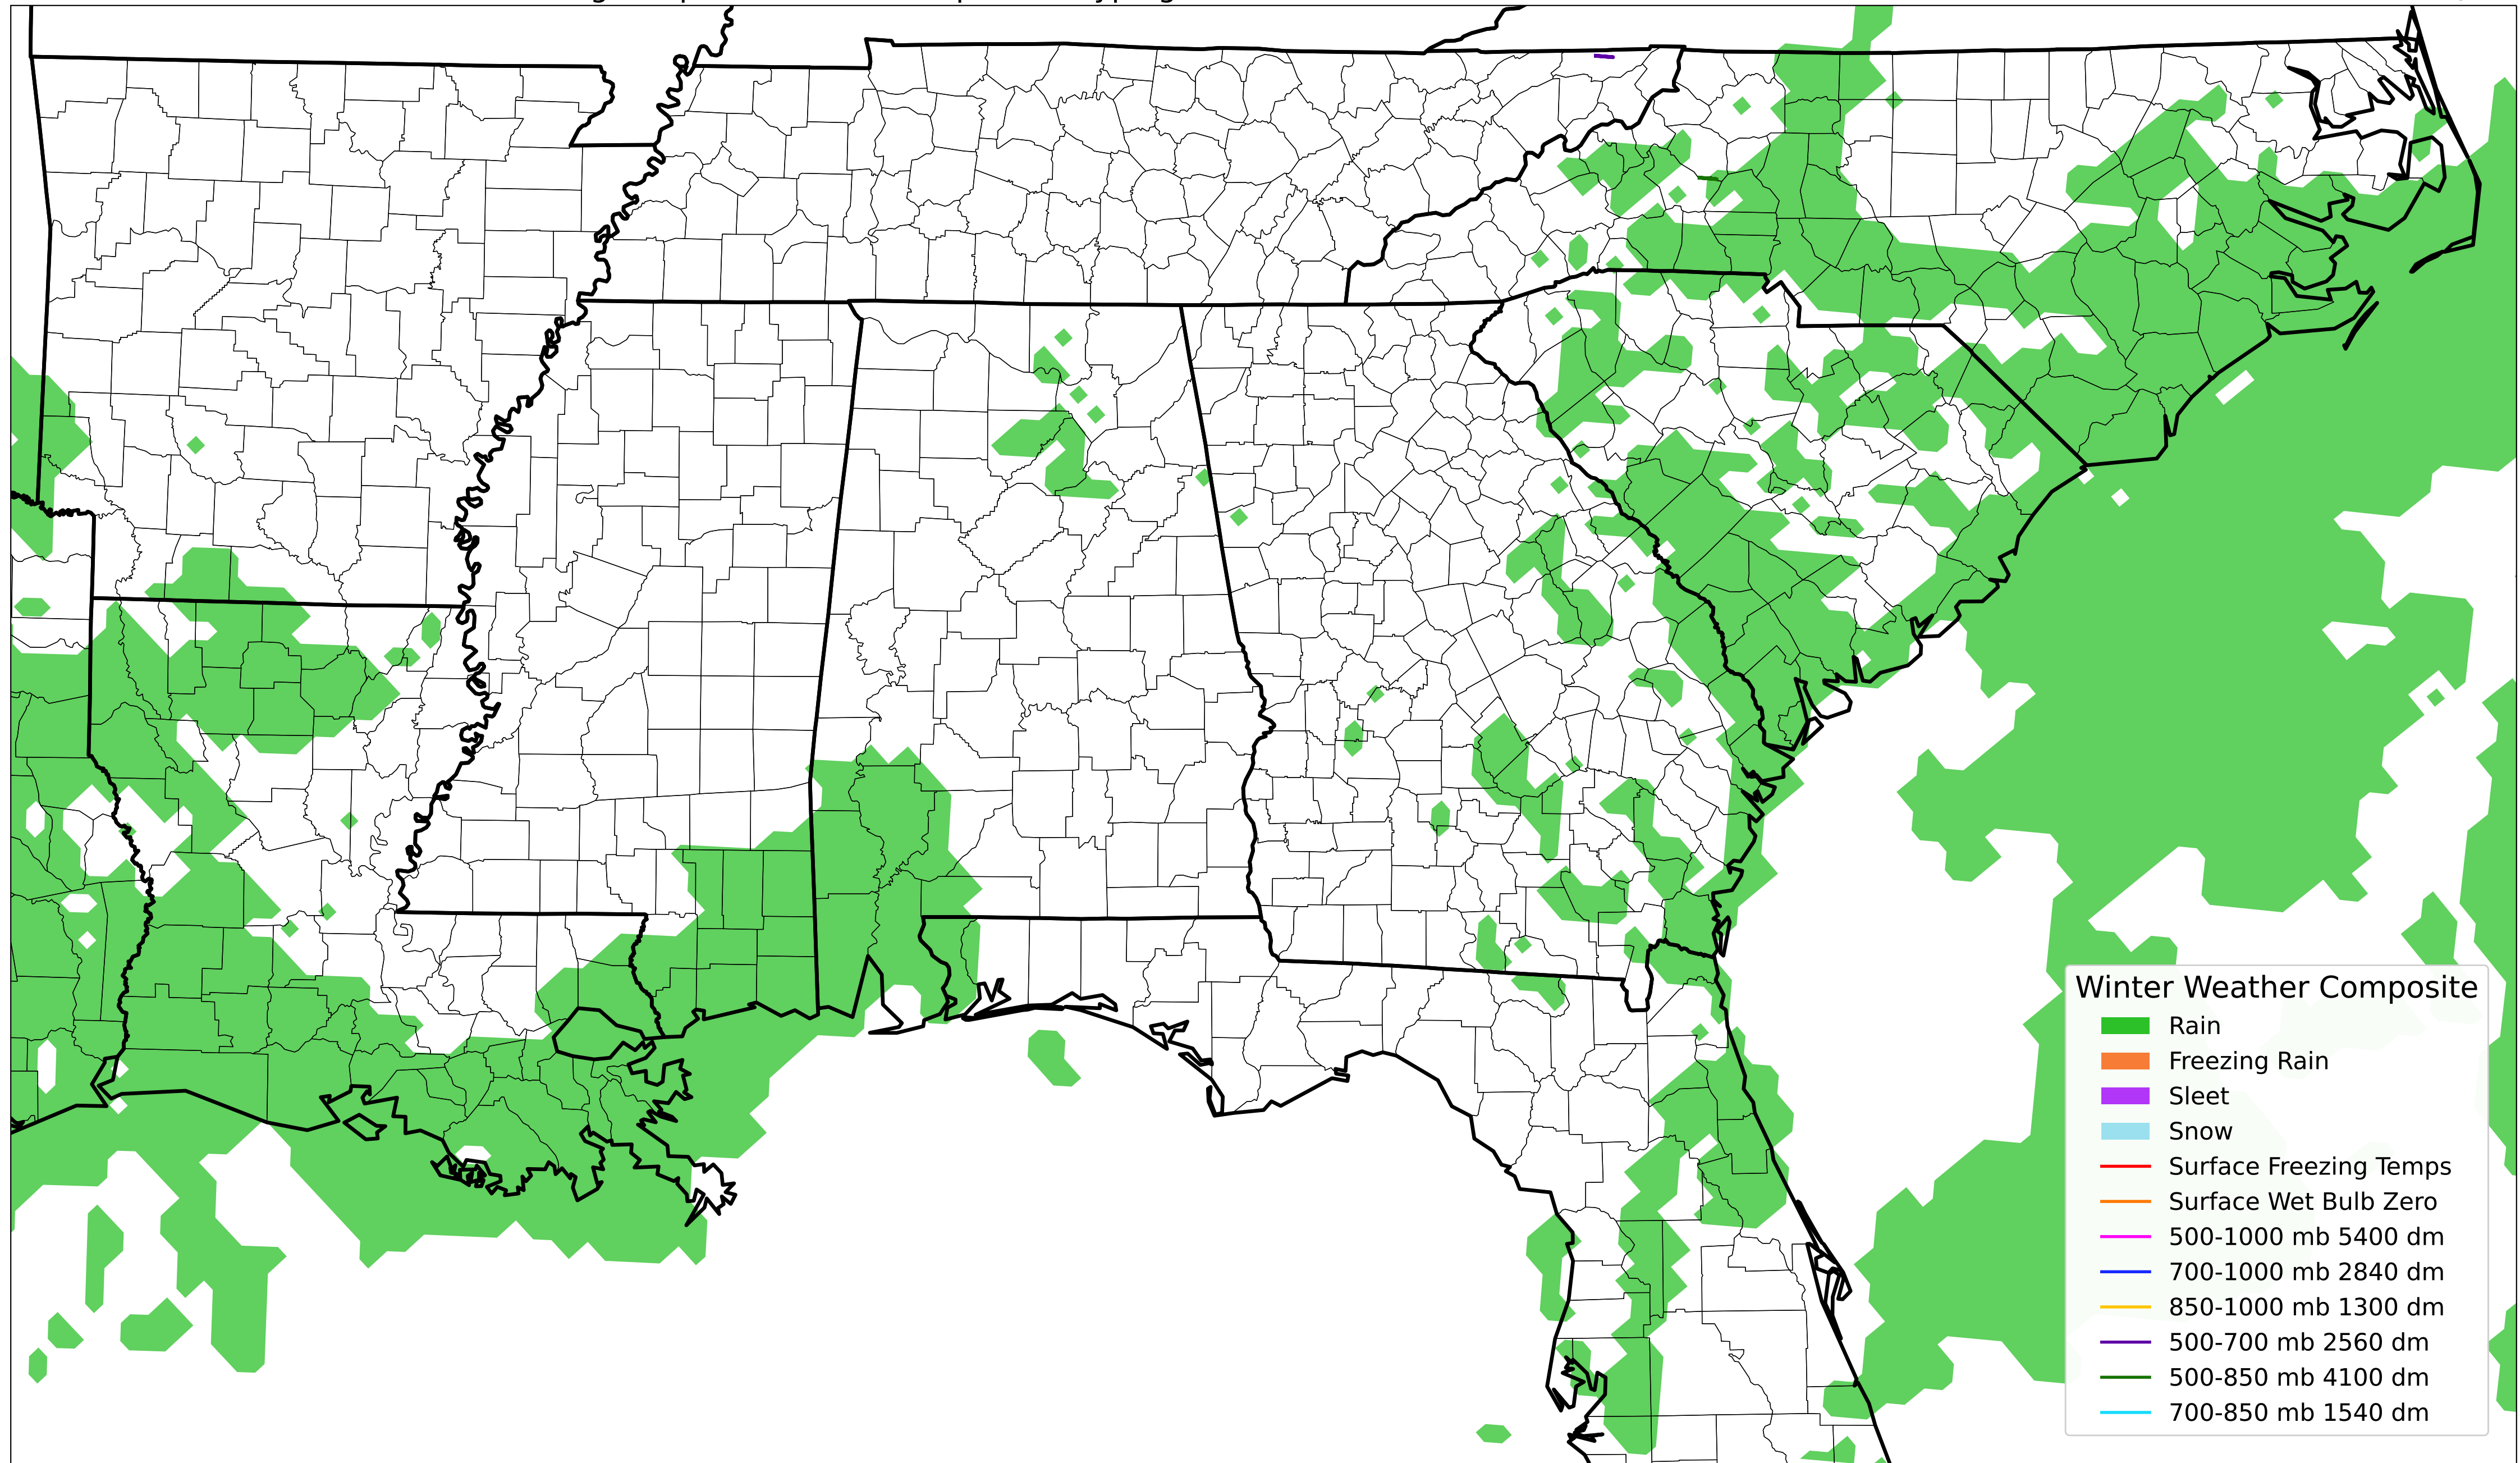 Winter Weather Composite
Rain
Freezing Rain
Sleet
Snow
Surface Freezing Temps
Surface Wet Bulb Zero
500-1000 mb 5400 dm
700-1000 mb 2840 dm
850-1000 mb 1300 dm
500-700 mb 2560 dm
500-850 mb 4100 dm
700-850 mb 1540 dm